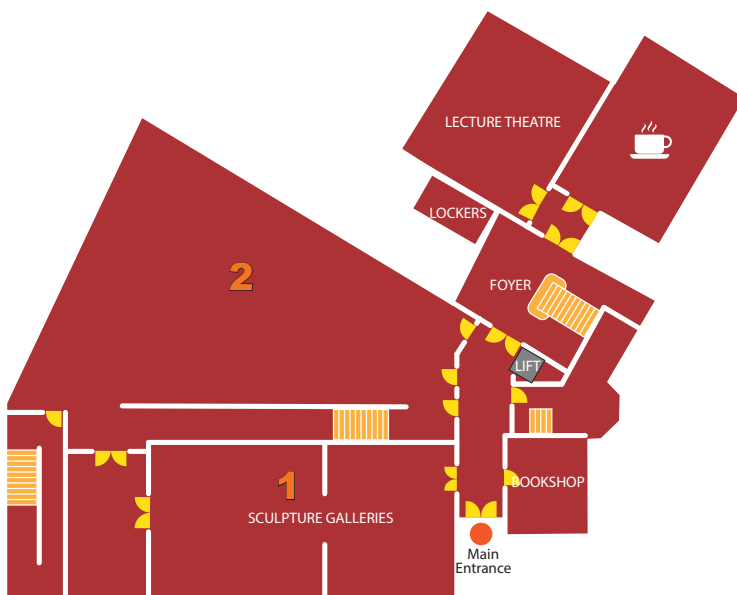 LECTURE THEATRE
LOCKERS
2
FOYER
LIFT
1
BOOKSHOP
SCULPTURE GALLERIES
Main
Entrance